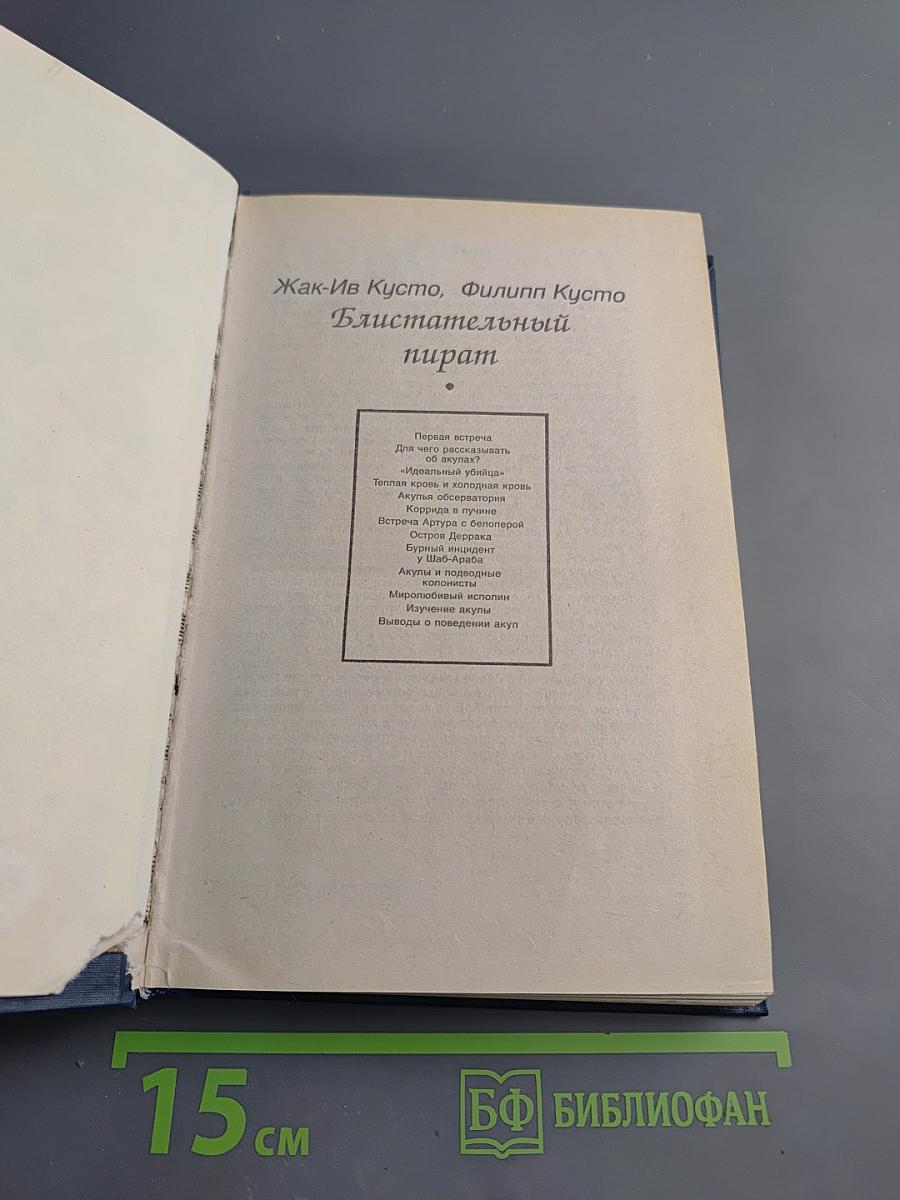 Жак-Ив Кусто, Филипп Кусто
Блистательный
пират
Первая встреча
Для чего рассказывать
об акулах?
«Идеальный убийца»
Теплая кровь и холодная кровь
Акулья обсерватория
Коррида в пучине
Встреча Артура с белоперой
Остров Деррака
Бурный инцидент
у Шаб-Араба
Акулы и подводные
колонисты
Миролюбивый исполин
Изучение акулы
Выводы о поведении акул
15 см
БФ БИБЛИОФАН